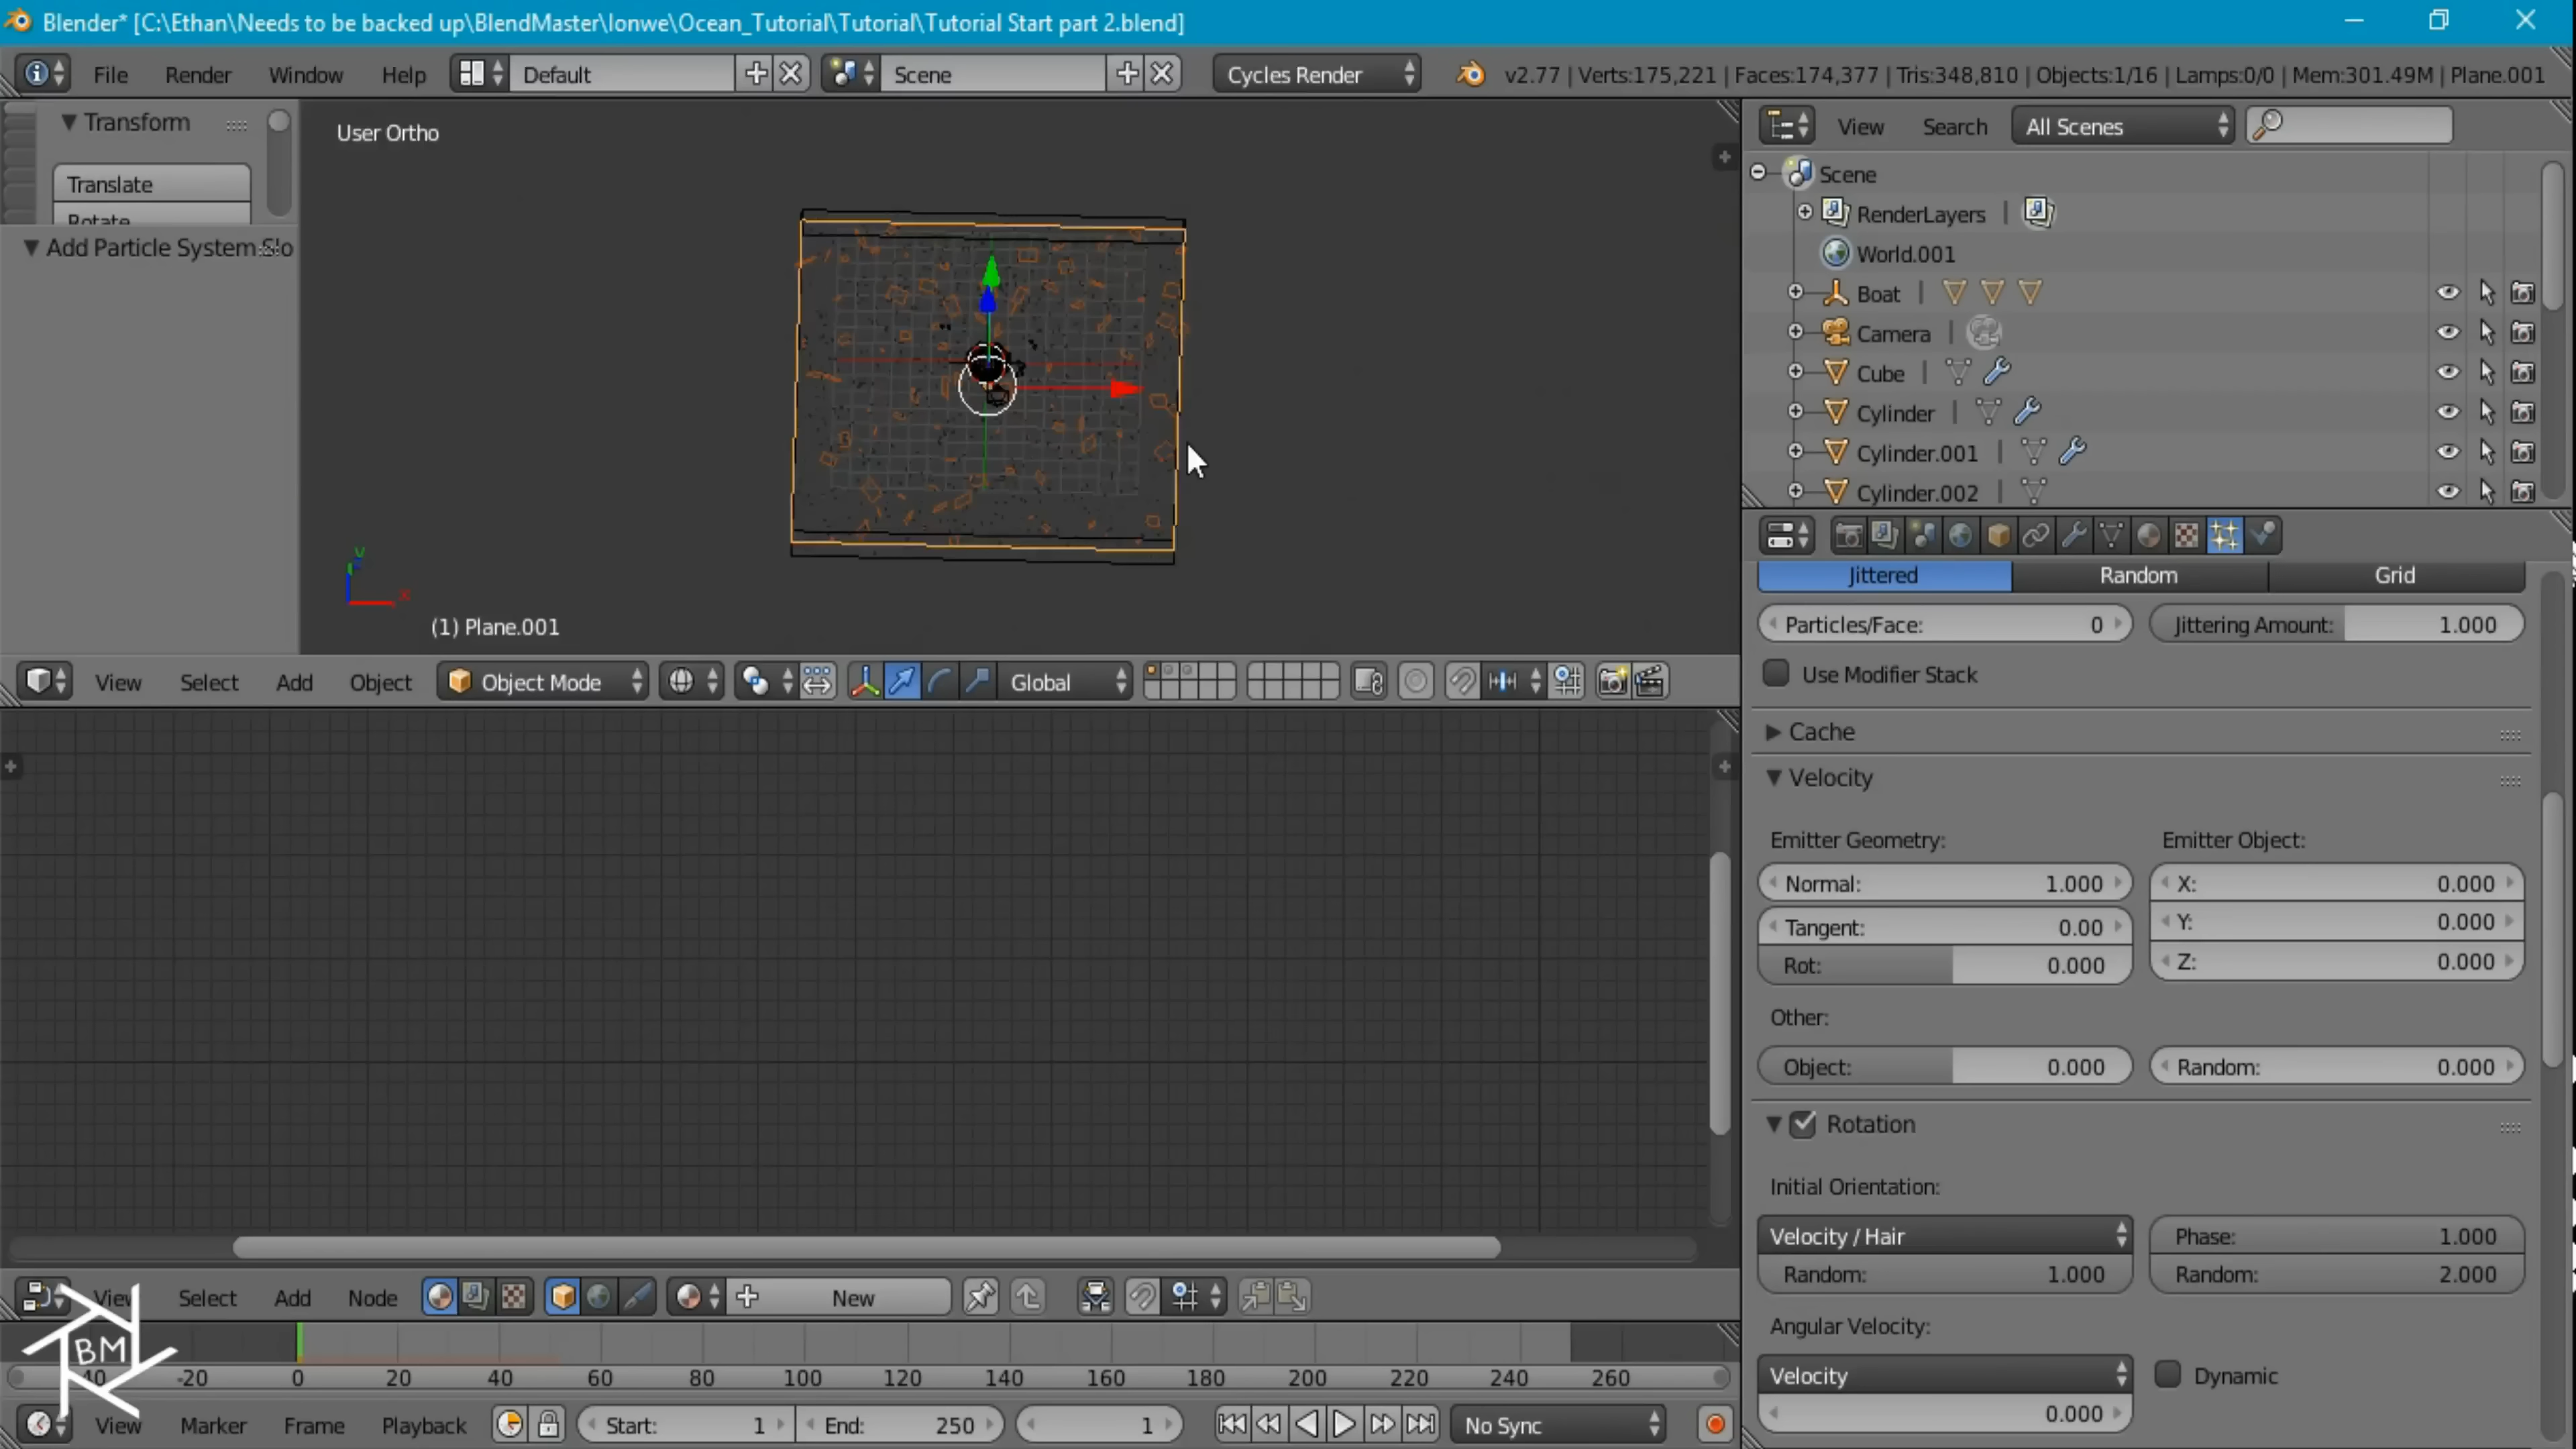 Blender* [C:\Ethan\Needs to be backed up\BlendMaster\Ionwe\Ocean_Tutorial\Tutorial\Tutorial Start part 2.blend]
File Render Window Help Default Scene Cycles Render v2.77 | Verts:175,221 | Faces:174,377 | Tris:348,810 | Objects:1/16 | Lamps:0/0 | Mem:301.49M | Plane.001
Transform
Translate
Rotate
Add Particle System Slo
User Ortho
(1) Plane.001
View Select Add Object Object Mode Global
View Search All Scenes
Scene
RenderLayers
World.001
Boat
Camera
Cube
Cylinder
Cylinder.001
Cylinder.002
Jittered Random Grid
Particles/Face: 0 Jittering Amount: 1.000
Use Modifier Stack
Cache
Velocity
Emitter Geometry: Emitter Object:
Normal: 1.000 X: 0.000
Tangent: 0.00 Y: 0.000
Rot: 0.000 Z: 0.000
Other:
Object: 0.000 Random: 0.000
Rotation
Initial Orientation:
Velocity / Hair Phase: 1.000
Random: 1.000 Random: 2.000
Angular Velocity:
Velocity Dynamic
0.000
View Select Add Node New
BM
-20 0 20 40 60 80 100 120 140 160 180 200 220 240 260
View Marker Frame Playback Start: 1 End: 250 1 No Sync